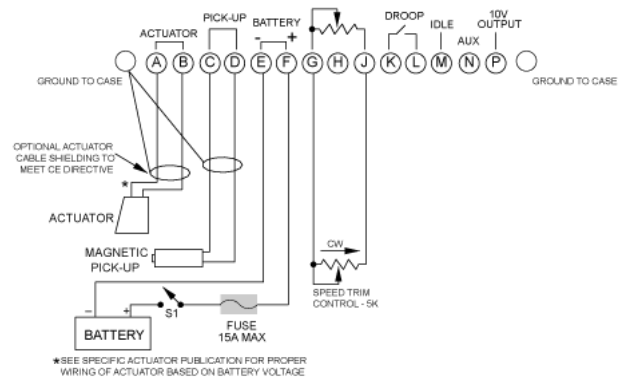 ACTUATOR
PICK-UP
BATTERY
- +
DROOP
IDLE
AUX
10V
OUTPUT
A B C D E F G H J K L M N P
GROUND TO CASE
GROUND TO CASE
OPTIONAL ACTUATOR
CABLE SHIELDING TO
MEET CE DIRECTIVE
*
ACTUATOR
MAGNETIC
PICK-UP
CW
SPEED TRIM
CONTROL - 5K
- +
S1
BATTERY
FUSE
15A MAX
*SEE SPECIFIC ACTUATOR PUBLICATION FOR PROPER
WIRING OF ACTUATOR BASED ON BATTERY VOLTAGE